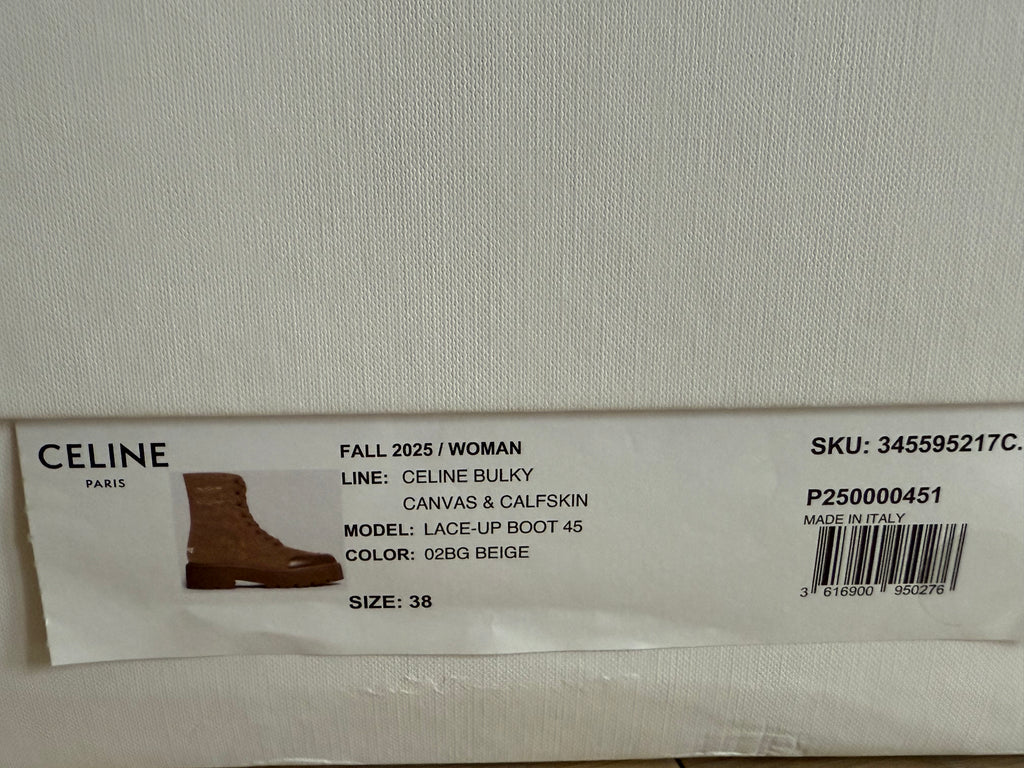 CELINE
PARIS
FALL 2025 / WOMAN
LINE: CELINE BULKY
CANVAS & CALFSKIN
MODEL: LACE-UP BOOT 45
COLOR: 02BG BEIGE
SIZE: 38
SKU: 345595217C.
P250000451
MADE IN ITALY
3 616900 950276